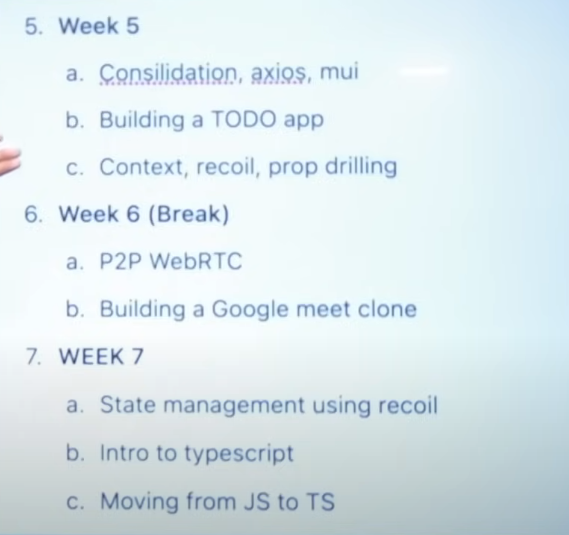 5. Week 5
a. Consilidation, axios, mui
b. Building a TODO app
c. Context, recoil, prop drilling
6. Week 6 (Break)
a. P2P WebRTC
b. Building a Google meet clone
7. WEEK 7
a. State management using recoil
b. Intro to typescript
c. Moving from JS to TS